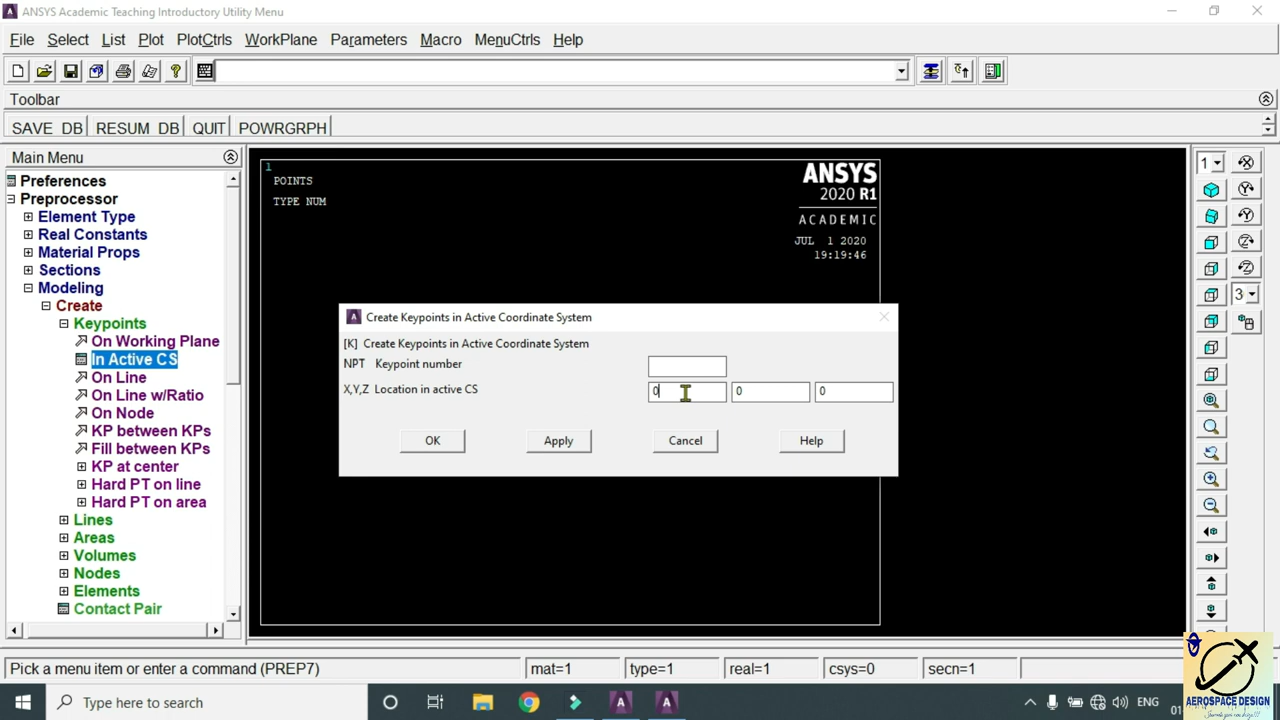 ANSYS Academic Teaching Introductory Utility Menu
File Select List Plot PlotCtrls WorkPlane Parameters Macro MenuCtrls Help
Toolbar
SAVE_DB RESUM_DB QUIT POWRGRPH
Main Menu
Preferences
Preprocessor
Element Type
Real Constants
Material Props
Sections
Modeling
Create
Keypoints
On Working Plane
In Active CS
On Line
On Line w/Ratio
On Node
KP between KPs
Fill between KPs
KP at center
Hard PT on line
Hard PT on area
Lines
Areas
Volumes
Nodes
Elements
Contact Pair
1
POINTS
TYPE NUM
ANSYS
2020 R1
ACADEMIC
JUL 1 2020
19:19:46
Create Keypoints in Active Coordinate System
[K] Create Keypoints in Active Coordinate System
NPT Keypoint number
X,Y,Z Location in active CS 0 0 0
OK Apply Cancel Help
1
3
Pick a menu item or enter a command (PREP7) mat=1 type=1 real=1 csys=0 secn=1
Type here to search
ENG
AEROSPACE DESIGN